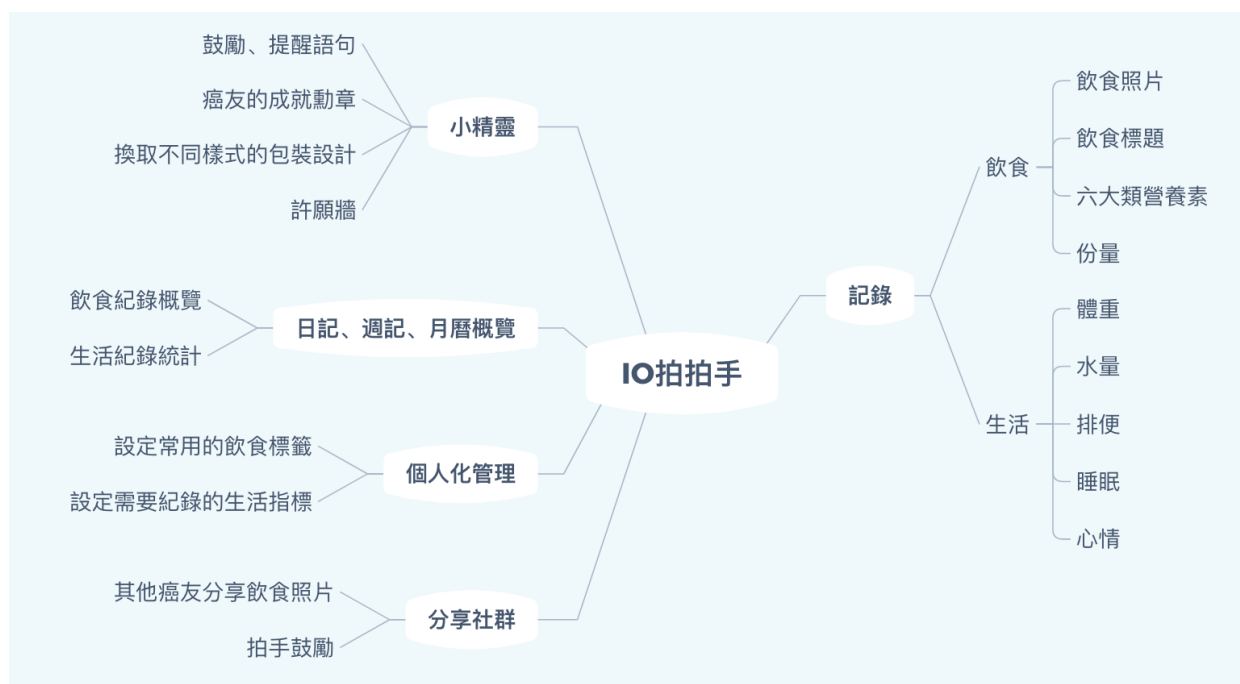 IO拍拍手
小精靈
鼓勵、提醒語句
癌友的成就勳章
換取不同樣式的包裝設計
許願牆
日記、週記、月曆概覽
飲食紀錄概覽
生活紀錄統計
個人化管理
設定常用的飲食標籤
設定需要紀錄的生活指標
分享社群
其他癌友分享飲食照片
拍手鼓勵
記錄
飲食
飲食照片
飲食標題
六大類營養素
份量
生活
體重
水量
排便
睡眠
心情